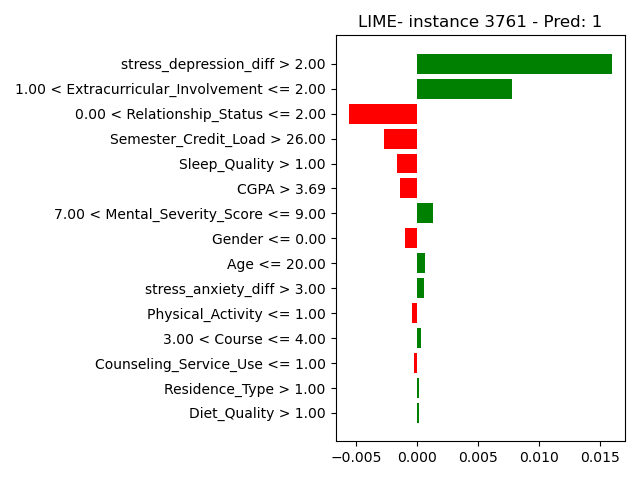 LIME- instance 3761 - Pred: 1
stress_depression_diff > 2.00
1.00 < Extracurricular_Involvement <= 2.00
0.00 < Relationship_Status <= 2.00
Semester_Credit_Load > 26.00
Sleep_Quality > 1.00
CGPA > 3.69
7.00 < Mental_Severity_Score <= 9.00
Gender <= 0.00
Age <= 20.00
stress_anxiety_diff > 3.00
Physical_Activity <= 1.00
3.00 < Course <= 4.00
Counseling_Service_Use <= 1.00
Residence_Type > 1.00
Diet_Quality > 1.00
−0.005 0.000 0.005 0.010 0.015